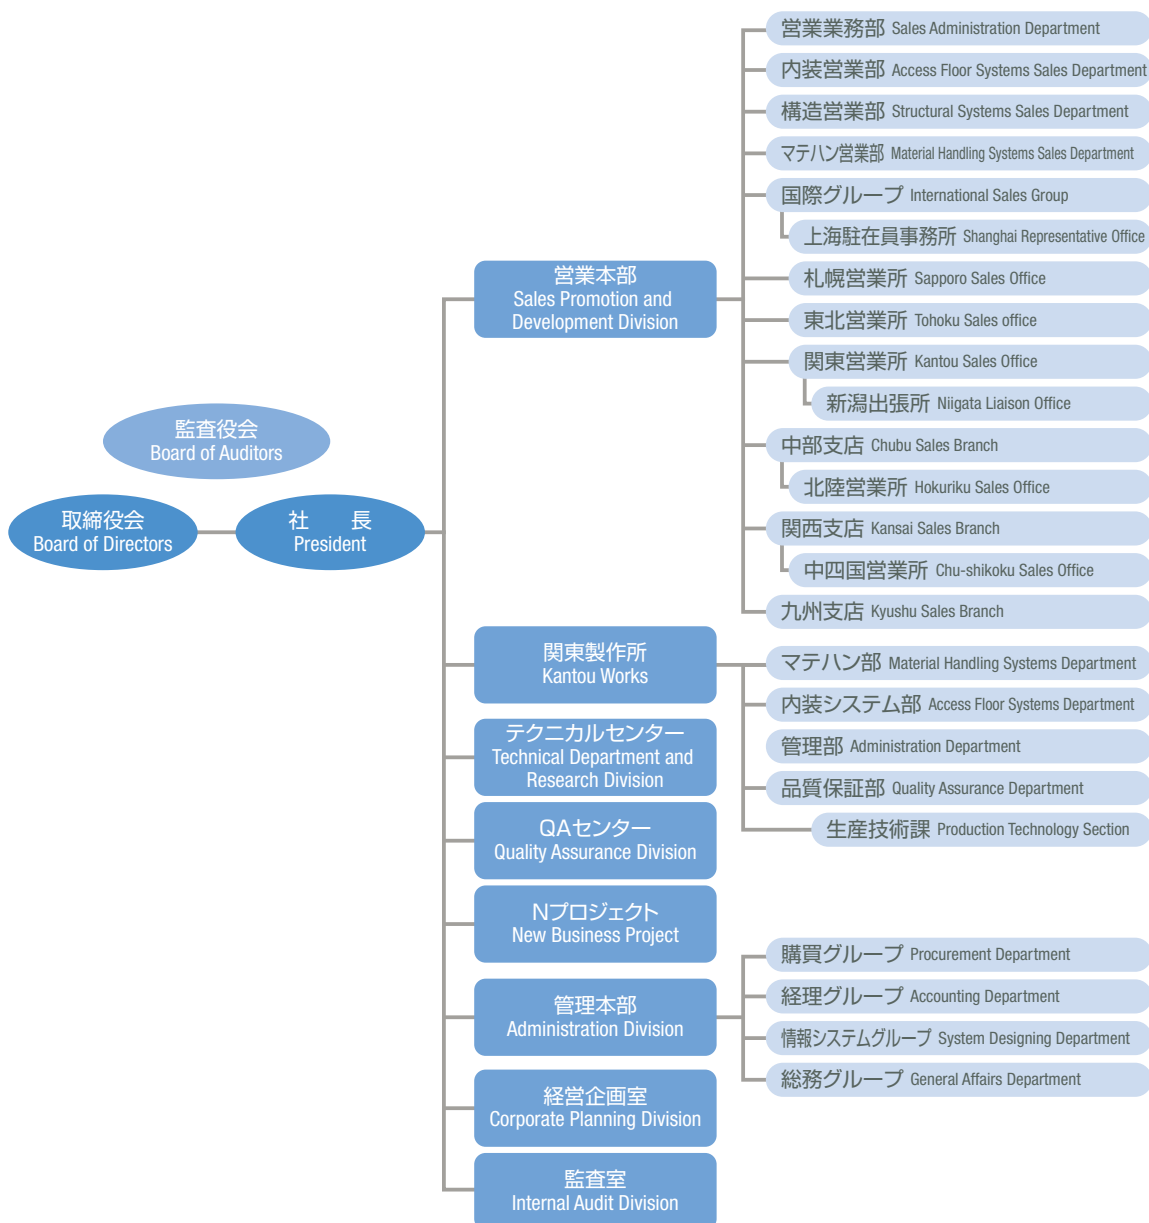 監査役会
Board of Auditors
取締役会
Board of Directors
社　　長
President
営業本部
Sales Promotion and
Development Division
営業業務部 Sales Administration Department
内装営業部 Access Floor Systems Sales Department
構造営業部 Structural Systems Sales Department
マテハン営業部 Material Handling Systems Sales Department
国際グループ International Sales Group
上海駐在員事務所 Shanghai Representative Office
札幌営業所 Sapporo Sales Office
東北営業所 Tohoku Sales office
関東営業所 Kantou Sales Office
新潟出張所 Niigata Liaison Office
中部支店 Chubu Sales Branch
北陸営業所 Hokuriku Sales Office
関西支店 Kansai Sales Branch
中四国営業所 Chu-shikoku Sales Office
九州支店 Kyushu Sales Branch
関東製作所
Kantou Works
マテハン部 Material Handling Systems Department
内装システム部 Access Floor Systems Department
管理部 Administration Department
品質保証部 Quality Assurance Department
生産技術課 Production Technology Section
テクニカルセンター
Technical Department and
Research Division
QAセンター
Quality Assurance Division
Nプロジェクト
New Business Project
管理本部
Administration Division
購買グループ Procurement Department
経理グループ Accounting Department
情報システムグループ System Designing Department
総務グループ General Affairs Department
経営企画室
Corporate Planning Division
監査室
Internal Audit Division